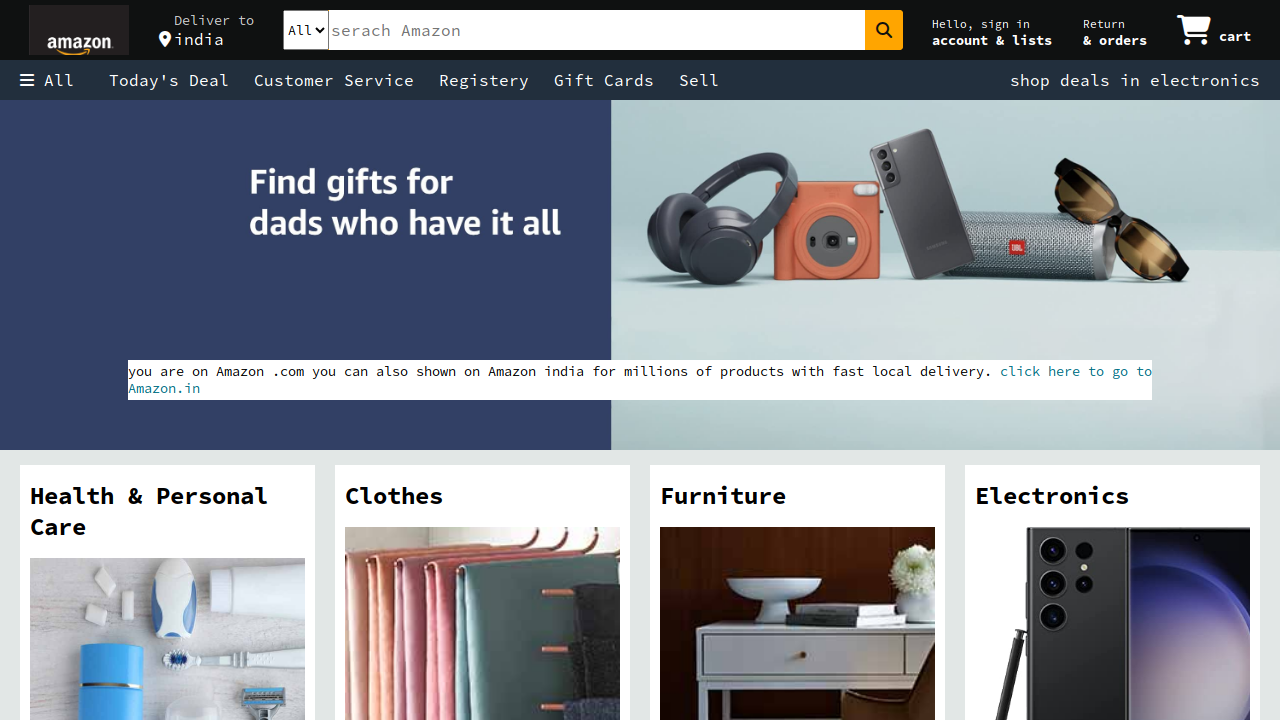 amazon
Deliver to
india
All
serach Amazon
Hello, sign in
account & lists
Return
& orders
cart
All
Today's Deal
Customer Service
Registery
Gift Cards
Sell
shop deals in electronics
Find gifts for
dads who have it all
SAMSUNG
JBL
you are on Amazon .com you can also shown on Amazon india for millions of products with fast local delivery. click here to go to
Amazon.in
Health & Personal
Care
Clothes
Furniture
Electronics